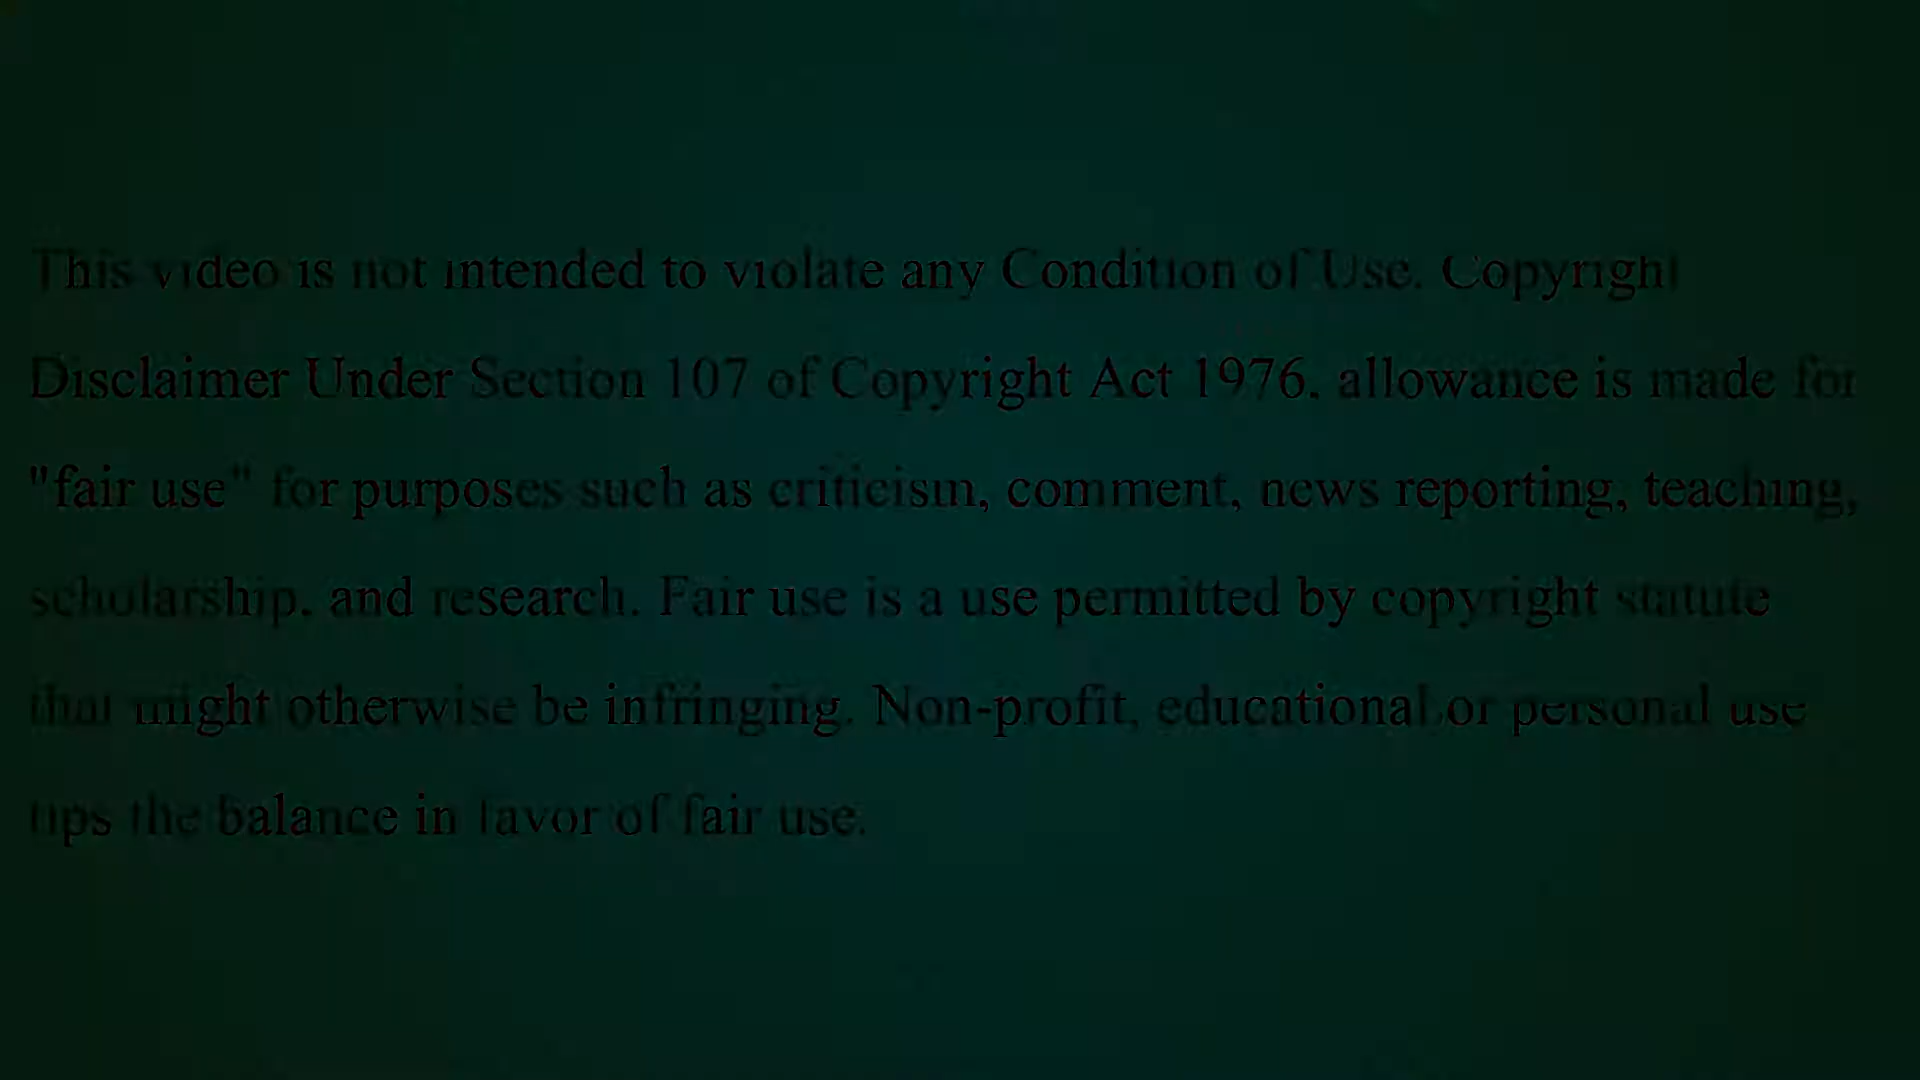 This video is not intended to violate any Condition of Use. Copyright
Disclaimer Under Section 107 of Copyright Act 1976, allowance is made for
"fair use" for purposes such as criticism, comment, news reporting, teaching,
scholarship, and research. Fair use is a use permitted by copyright statute
that might otherwise be infringing. Non-profit, educational or personal use
tips the balance in favor of fair use.